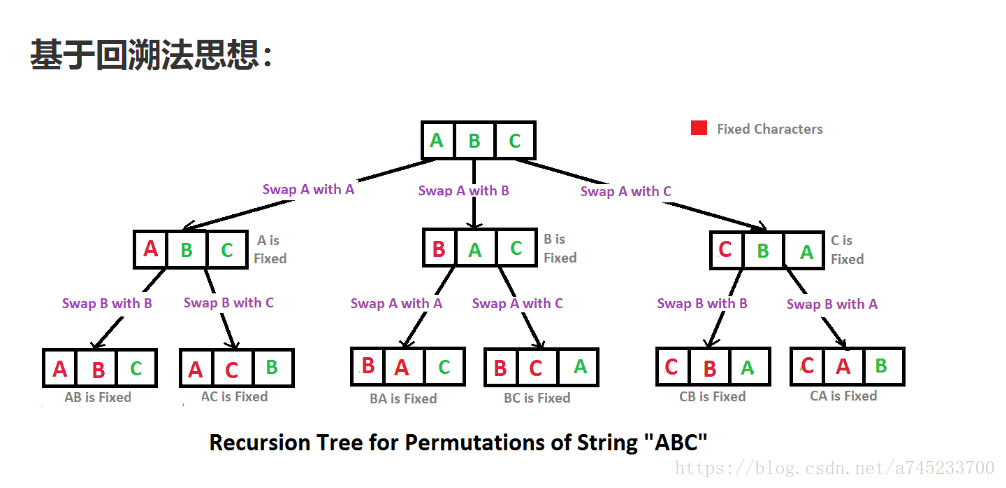 基于回溯法思想：
A B C
Fixed Characters
Swap A with A
Swap A with B
Swap A with C
A B C
A is
Fixed
B A C
B is
Fixed
C B A
C is
Fixed
Swap B with B
Swap B with C
Swap A with A
Swap A with C
Swap B with B
Swap B with A
A B C
A C B
B A C
B C A
C B A
C A B
AB is Fixed
AC is Fixed
BA is Fixed
BC is Fixed
CB is Fixed
CA is Fixed
Recursion Tree for Permutations of String "ABC"
https://blog.csdn.net/a745233700